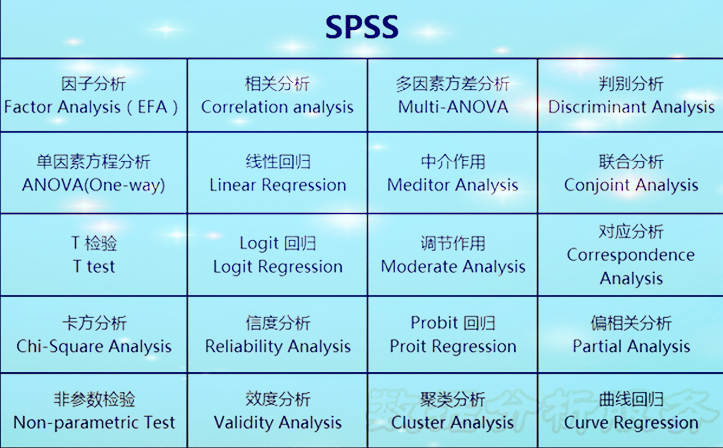 SPSS
因子分析
Factor Analysis ( EFA )
相关分析
Correlation analysis
多因素方差分析
Multi-ANOVA
判别分析
Discriminant Analysis
单因素方程分析
ANOVA(One-way)
线性回归
Linear Regression
中介作用
Meditor Analysis
联合分析
Conjoint Analysis
T 检验
T test
Logit 回归
Logit Regression
调节作用
Moderate Analysis
对应分析
Correspondence
Analysis
卡方分析
Chi-Square Analysis
信度分析
Reliability Analysis
Probit 回归
Proit Regression
偏相关分析
Partial Analysis
非参数检验
Non-parametric Test
效度分析
Validity Analysis
聚类分析
Cluster Analysis
曲线回归
Curve Regression